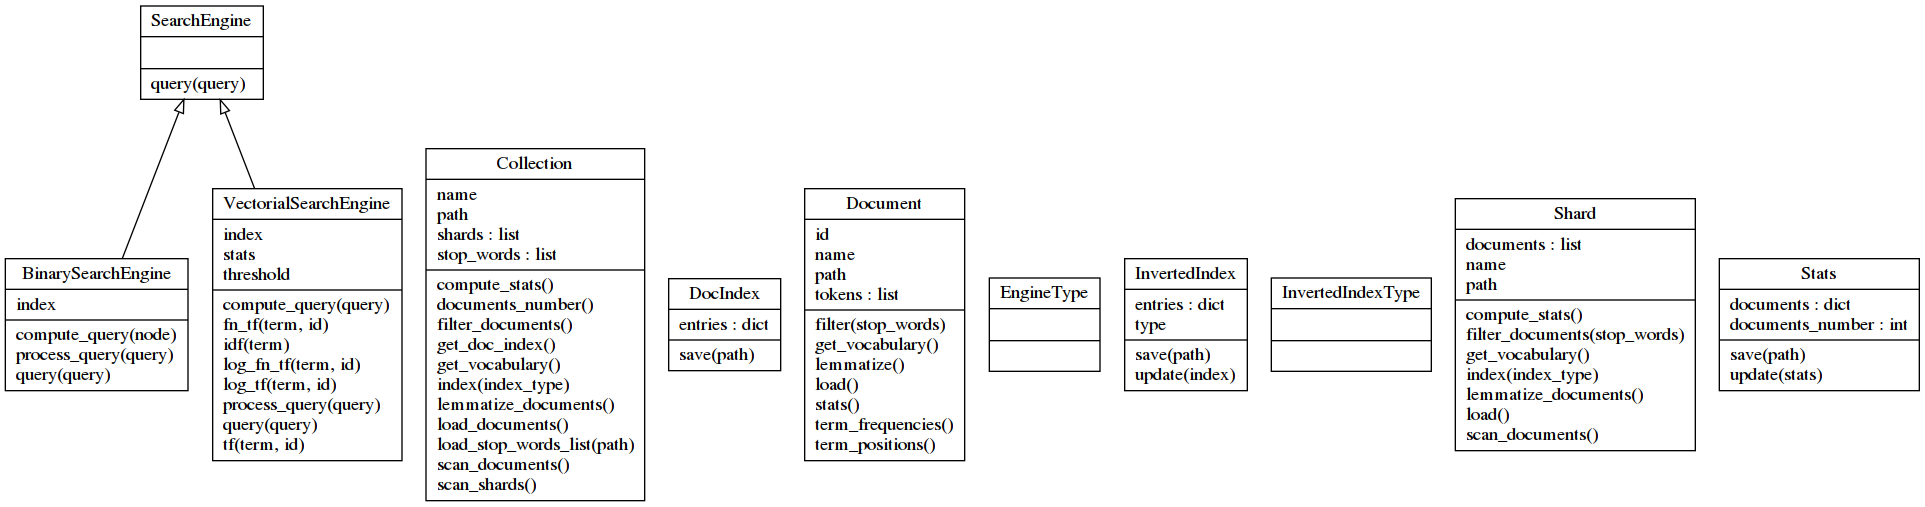 SearchEngine
query(query)
BinarySearchEngine
index
compute_query(node)
process_query(query)
query(query)
VectorialSearchEngine
index
stats
threshold
compute_query(query)
fn_tf(term, id)
idf(term)
log_fn_tf(term, id)
log_tf(term, id)
process_query(query)
query(query)
tf(term, id)
Collection
name
path
shards : list
stop_words : list
compute_stats()
documents_number()
filter_documents()
get_doc_index()
get_vocabulary()
index(index_type)
lemmatize_documents()
load_documents()
load_stop_words_list(path)
scan_documents()
scan_shards()
DocIndex
entries : dict
save(path)
Document
id
name
path
tokens : list
filter(stop_words)
get_vocabulary()
lemmatize()
load()
stats()
term_frequencies()
term_positions()
EngineType
InvertedIndex
entries : dict
type
save(path)
update(index)
InvertedIndexType
Shard
documents : list
name
path
compute_stats()
filter_documents(stop_words)
get_vocabulary()
index(index_type)
lemmatize_documents()
load()
scan_documents()
Stats
documents : dict
documents_number : int
save(path)
update(stats)